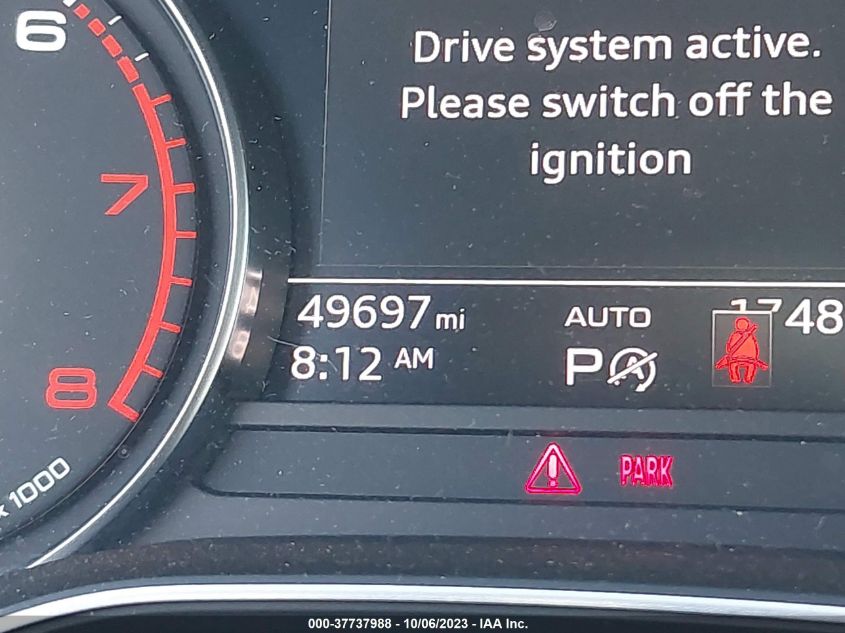 6
7
8
x 1000
Drive system active.
Please switch off the
ignition
49697 mi
AUTO
1748
8:12 AM
P
PARK
000-37737988 - 10/06/2023 - IAA Inc.